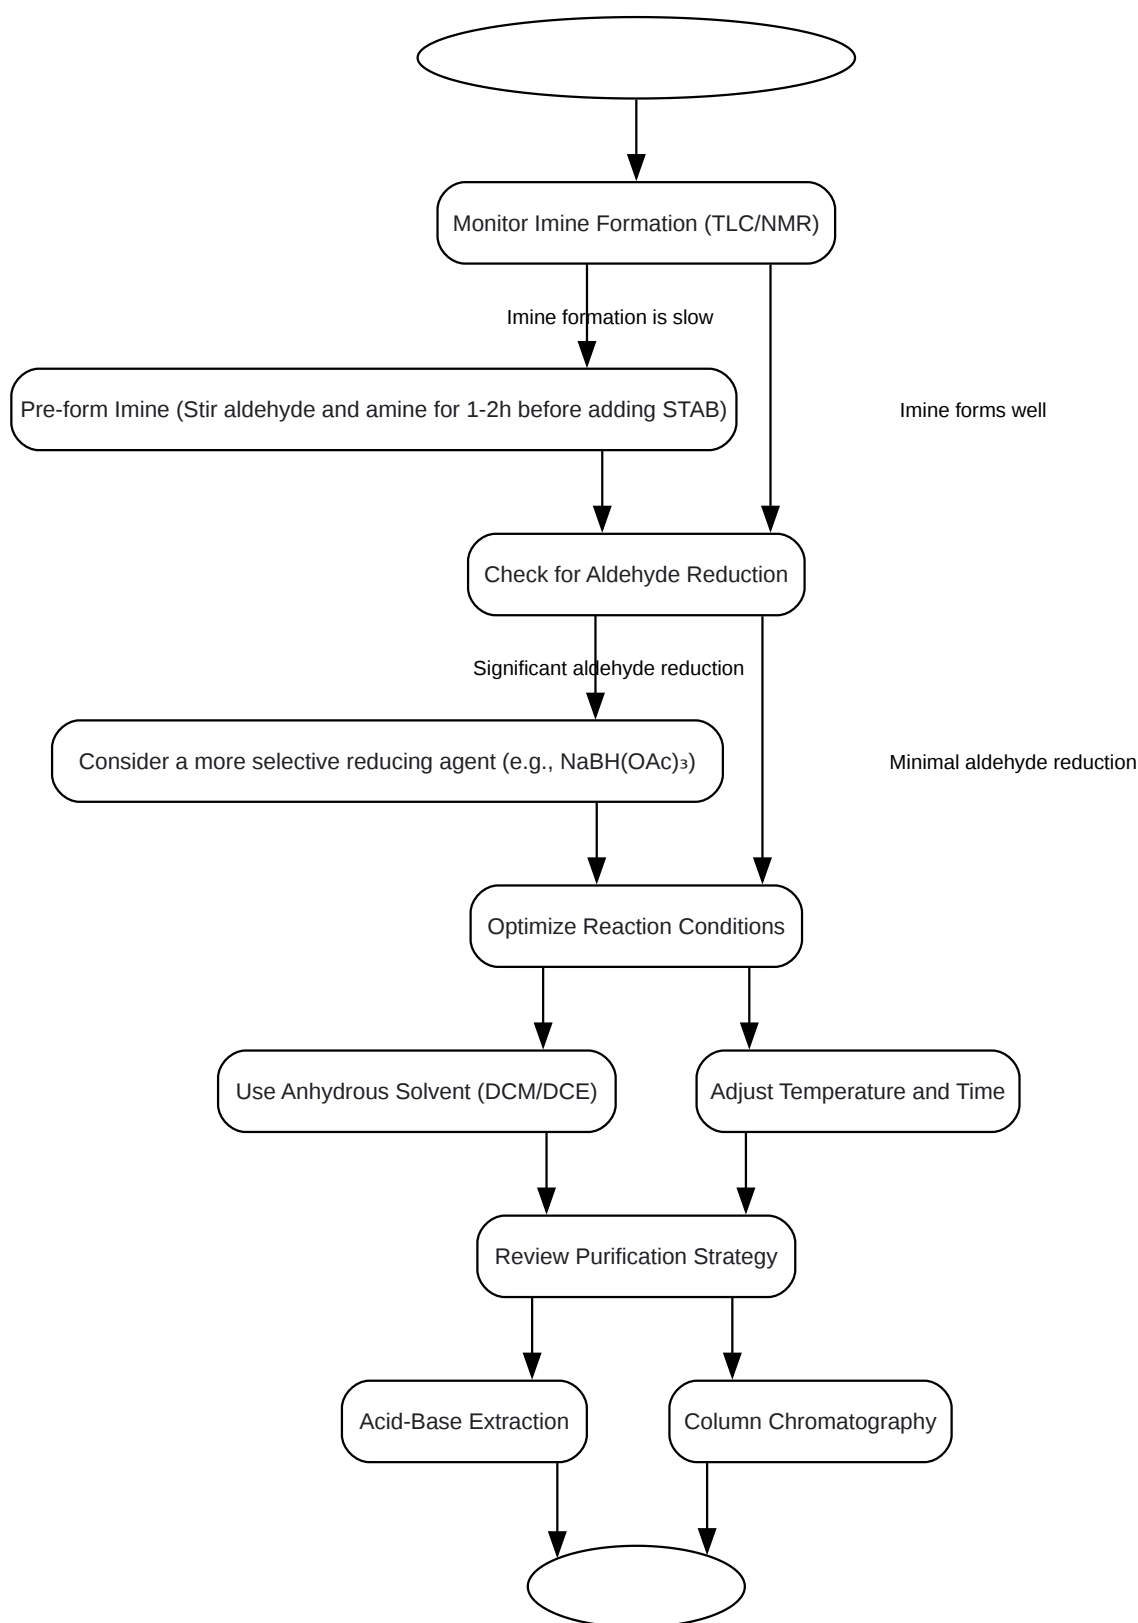 Monitor Imine Formation (TLC/NMR)
Imine formation is slow
Pre-form Imine (Stir aldehyde and amine for 1-2h before adding STAB)
Imine forms well
Check for Aldehyde Reduction
Significant aldehyde reduction
Consider a more selective reducing agent (e.g., NaBH(OAc)₃)
Minimal aldehyde reduction
Optimize Reaction Conditions
Use Anhydrous Solvent (DCM/DCE)
Adjust Temperature and Time
Review Purification Strategy
Acid-Base Extraction
Column Chromatography